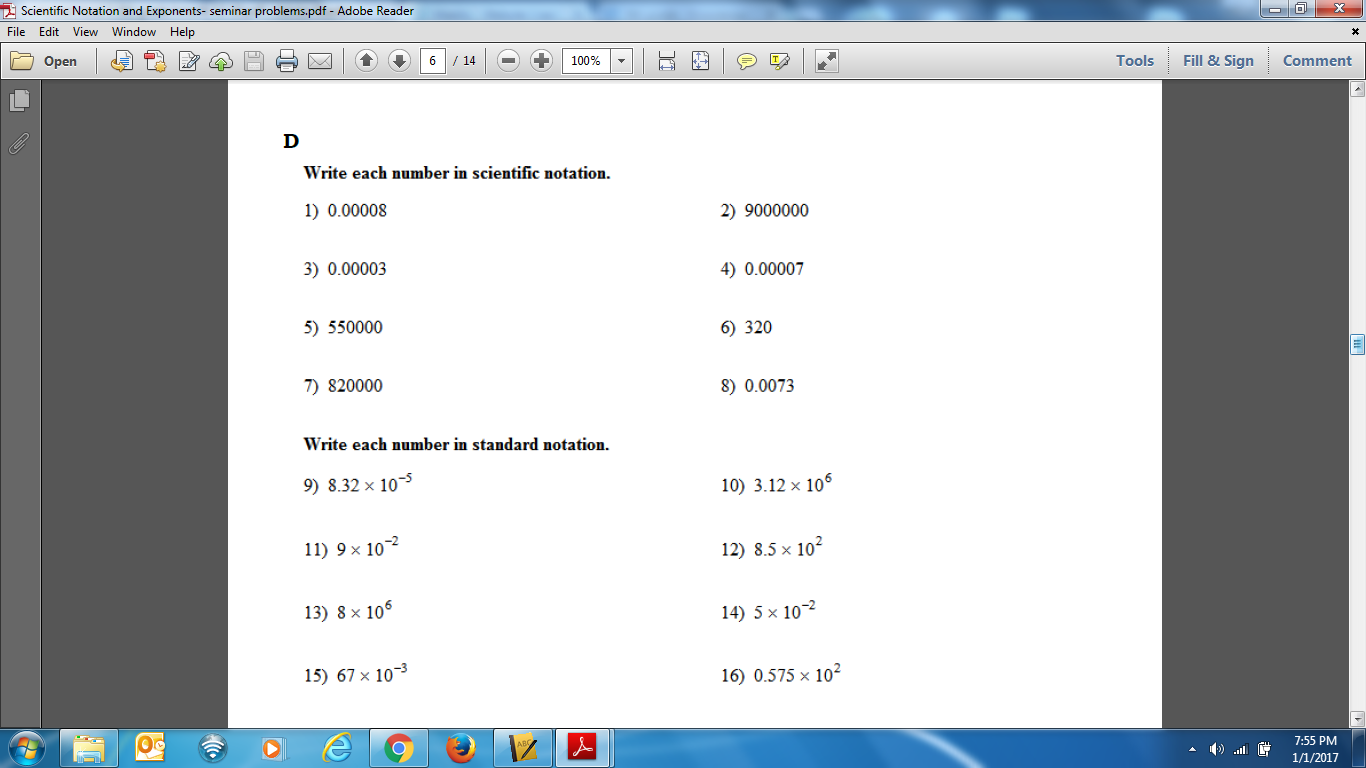 Scientific Notation and Exponents- seminar problems.pdf - Adobe Reader
File Edit View Window Help
Open 6 / 14 100% Tools Fill & Sign Comment
D
Write each number in scientific notation.
1) 0.00008 2) 9000000
3) 0.00003 4) 0.00007
5) 550000 6) 320
7) 820000 8) 0.0073
Write each number in standard notation.
9) 8.32 × 10⁻⁵ 10) 3.12 × 10⁶
11) 9 × 10⁻² 12) 8.5 × 10²
13) 8 × 10⁶ 14) 5 × 10⁻²
15) 67 × 10⁻³ 16) 0.575 × 10²
ABC
7:55 PM
1/1/2017